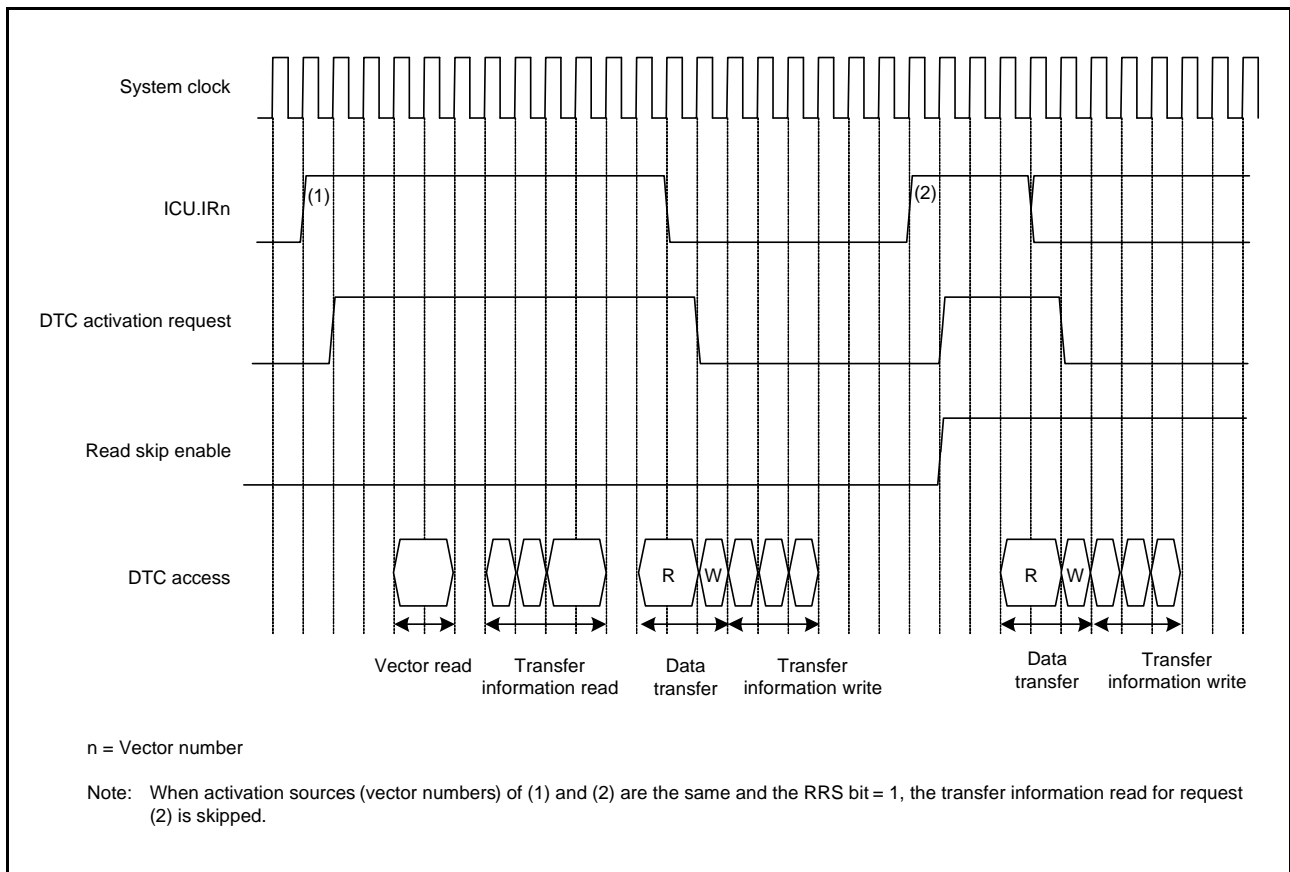 System clock
ICU.IRn
(1)
(2)
DTC activation request
Read skip enable
DTC access
R
W
R
W
Vector read
Transfer
information read
Data
transfer
Transfer
information write
Data
transfer
Transfer
information write
n = Vector number
Note: When activation sources (vector numbers) of (1) and (2) are the same and the RRS bit = 1, the transfer information read for request
(2) is skipped.